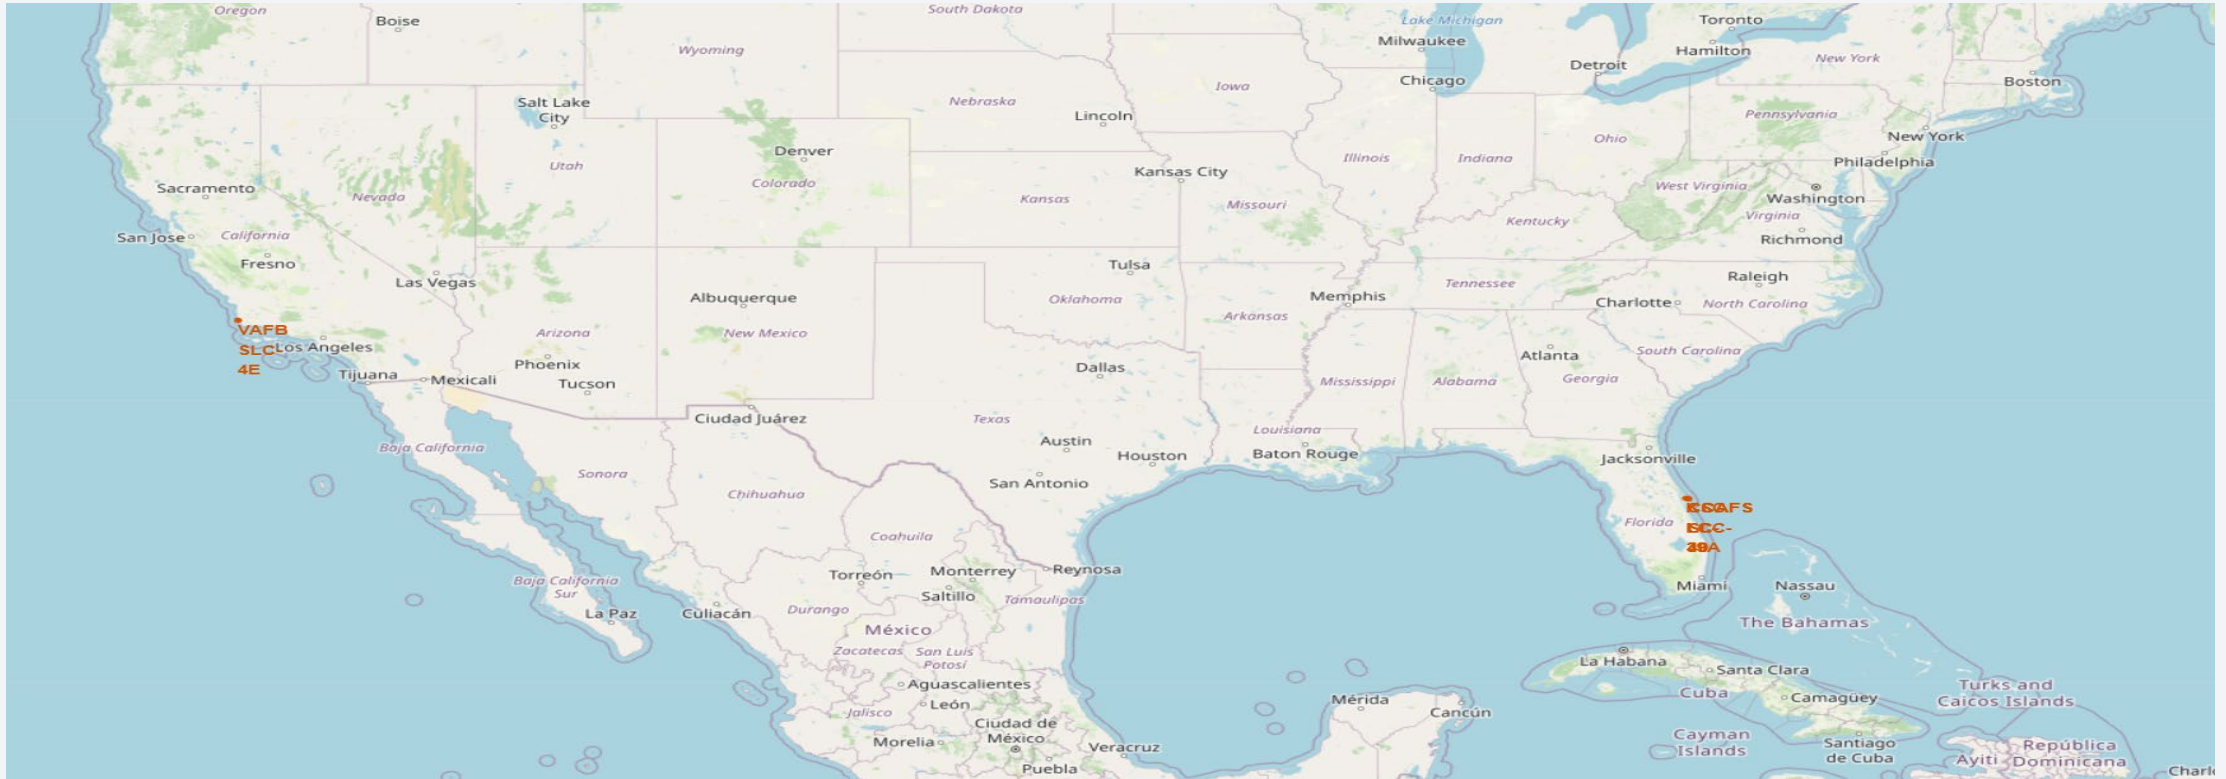 Oregon
Boise
South Dakota
Lake Michigan
Toronto
Milwaukee
Wyoming
Hamilton
New York
Detroit
Chicago
Boston
Iowa
Salt Lake
City
Nebraska
Lincoln
Pennsylvania
New York
Ohio
Denver
Illinois
Indiana
Philadelphia
Utah
Kansas City
Colorado
Sacramento
West Virginia
Nevada
Kansas
Washington
Missouri
Virginia
Kentucky
San Jose
California
Richmond
Fresno
Tulsa
Las Vegas
Raleigh
Tennessee
Albuquerque
Memphis
Oklahoma
Charlotte
North Carolina
Arkansas
VAFB
SLC-
4E
Los Angeles
Arizona
New Mexico
South Carolina
Atlanta
Phoenix
Dallas
Tijuana
Mexicali
Tucson
Mississippi
Alabama
Georgia
Ciudad Juárez
Texas
Louisiana
Austin
Baja California
Houston
Baton Rouge
Jacksonville
Sonora
San Antonio
Chihuahua
Florida
Coahuila
Monterrey
Reynosa
Torreón
Baja California
Sur
Saltillo
Tamaulipas
Miami
Nassau
La Paz
Culiacán
Durango
México
The Bahamas
Zacatecas
San Luis
Potosí
La Habana
Santa Clara
Aguascalientes
Turks and
Caicos Islands
Cuba
Camagüey
Mérida
León
Jalisco
Cancún
Ciudad de
México
Morelia
Veracruz
Cayman
Islands
Santiago
de Cuba
Puebla
Ayiti
República
Dominicana